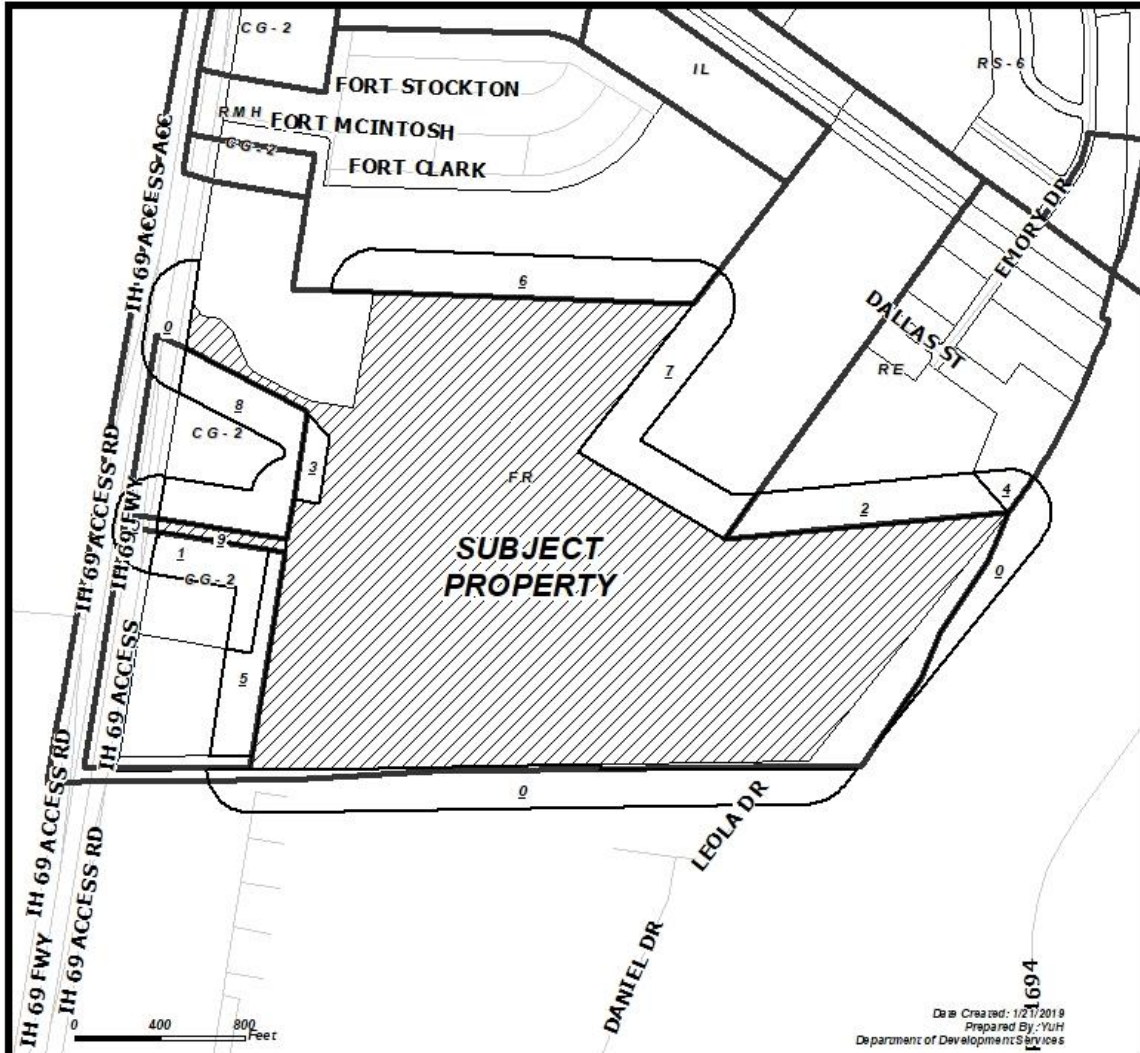 CG-2
IL
RS-6
FORT STOCKTON
RMH
FORT MCINTOSH
CG-2
FORT CLARK
IH 69 ACCESS ACC
EMORY DR
6
DALLAS ST
0
7
RE
8
CG-2
3
FR
4
2
IH 69 ACCESS RD
IH 69 FWY
9
SUBJECT
PROPERTY
1
CG-2
0
IH 69 ACCESS
5
0
LEOLA DR
IH 69 ACCESS RD
IH 69 ACCESS RD
DANIEL DR
IH 69 FWY
1694
0 400 800
Feet
Date Created: 1/21/2019
Prepared By: YuH
Department of Development Services